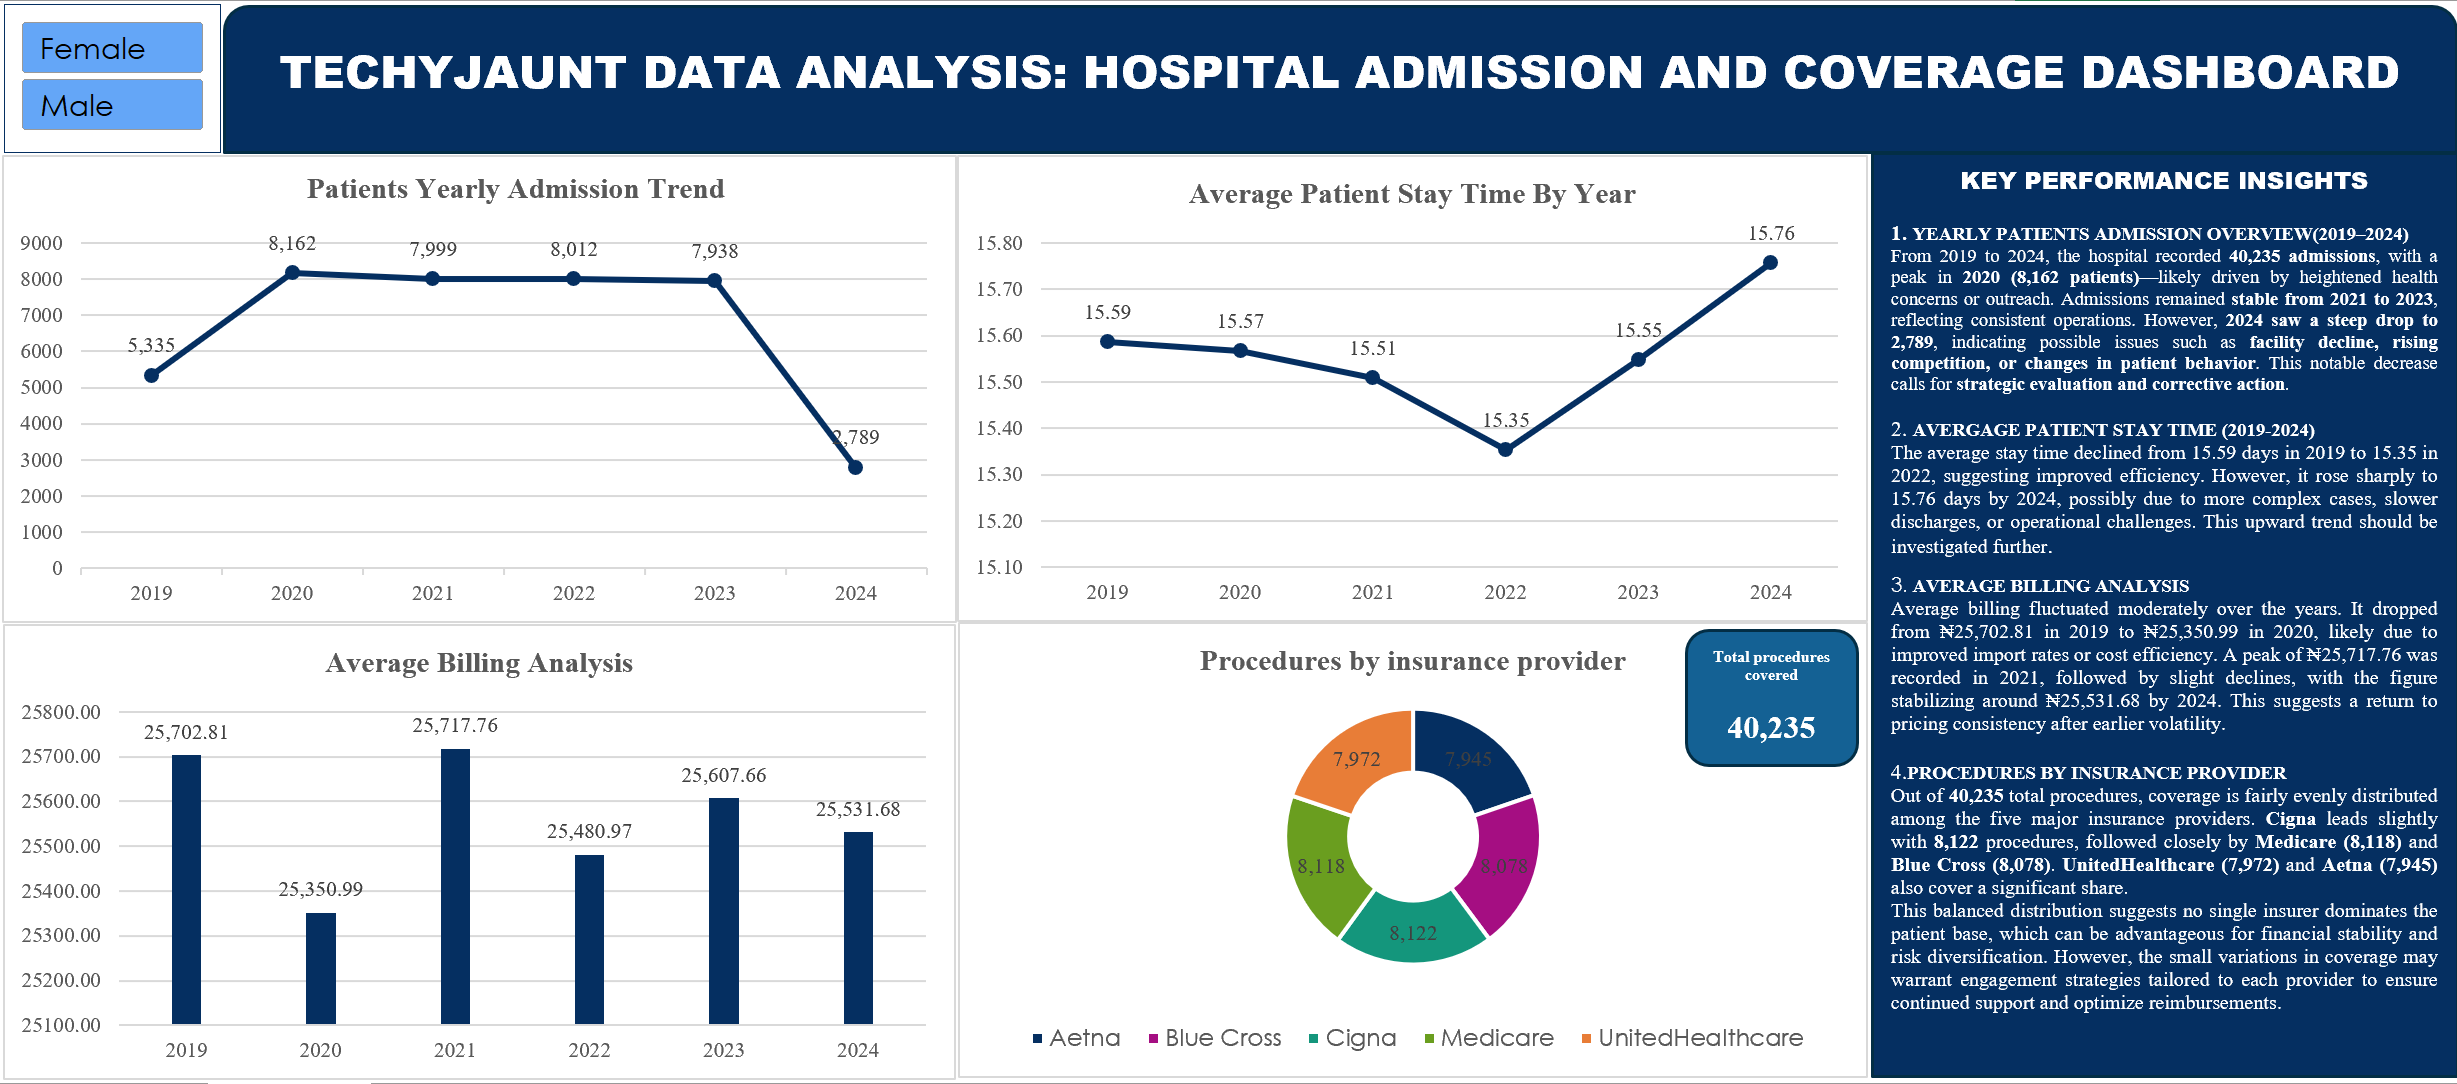 Female
Male
TECHYJAUNT DATA ANALYSIS: HOSPITAL ADMISSION AND COVERAGE DASHBOARD
Patients Yearly Admission Trend
9000
8000
7000
6000
5000
4000
3000
2000
1000
0
5,335
8,162
7,999
8,012
7,938
2,789
2019
2020
2021
2022
2023
2024
Average Patient Stay Time By Year
15.80
15.70
15.60
15.50
15.40
15.30
15.20
15.10
15.59
15.57
15.51
15.35
15.55
15.76
2019
2020
2021
2022
2023
2024
Average Billing Analysis
25800.00
25700.00
25600.00
25500.00
25400.00
25300.00
25200.00
25100.00
25,702.81
25,350.99
25,717.76
25,480.97
25,607.66
25,531.68
2019
2020
2021
2022
2023
2024
Procedures by insurance provider
Total procedures
covered
40,235
7,972
7,945
8,118
8,078
8,122
Aetna
Blue Cross
Cigna
Medicare
UnitedHealthcare
KEY PERFORMANCE INSIGHTS
1. YEARLY PATIENTS ADMISSION OVERVIEW(2019–2024)
From 2019 to 2024, the hospital recorded 40,235 admissions, with a
peak in 2020 (8,162 patients)—likely driven by heightened health
concerns or outreach. Admissions remained stable from 2021 to 2023,
reflecting consistent operations. However, 2024 saw a steep drop to
2,789, indicating possible issues such as facility decline, rising
competition, or changes in patient behavior. This notable decrease
calls for strategic evaluation and corrective action.
2. AVERGAGE PATIENT STAY TIME (2019-2024)
The average stay time declined from 15.59 days in 2019 to 15.35 in
2022, suggesting improved efficiency. However, it rose sharply to
15.76 days by 2024, possibly due to more complex cases, slower
discharges, or operational challenges. This upward trend should be
investigated further.
3. AVERAGE BILLING ANALYSIS
Average billing fluctuated moderately over the years. It dropped
from ₦25,702.81 in 2019 to ₦25,350.99 in 2020, likely due to
improved import rates or cost efficiency. A peak of ₦25,717.76 was
recorded in 2021, followed by slight declines, with the figure
stabilizing around ₦25,531.68 by 2024. This suggests a return to
pricing consistency after earlier volatility.
4.PROCEDURES BY INSURANCE PROVIDER
Out of 40,235 total procedures, coverage is fairly evenly distributed
among the five major insurance providers. Cigna leads slightly
with 8,122 procedures, followed closely by Medicare (8,118) and
Blue Cross (8,078). UnitedHealthcare (7,972) and Aetna (7,945)
also cover a significant share.
This balanced distribution suggests no single insurer dominates the
patient base, which can be advantageous for financial stability and
risk diversification. However, the small variations in coverage may
warrant engagement strategies tailored to each provider to ensure
continued support and optimize reimbursements.